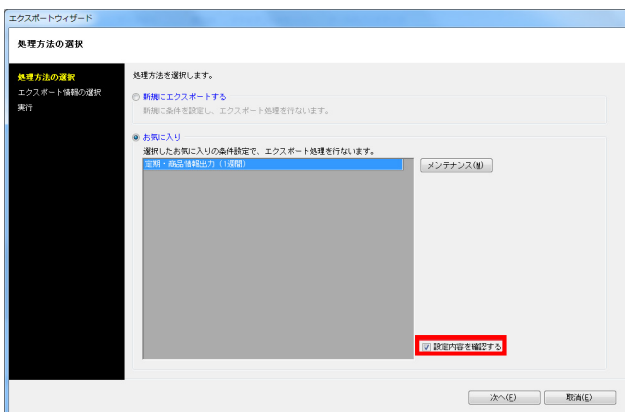 エクスポートウィザード
処理方法の選択
処理方法の選択
エクスポート情報の選択
実行
処理方法を選択します。
新規にエクスポートする
新規に条件を設定し、エクスポート処理を行ないます。
お気に入り
選択したお気に入りの条件設定で、エクスポート処理を行ないます。
定期・商品情報出力（1週間）
メンテナンス(M)
設定内容を確認する
次へ(E)
取消(E)